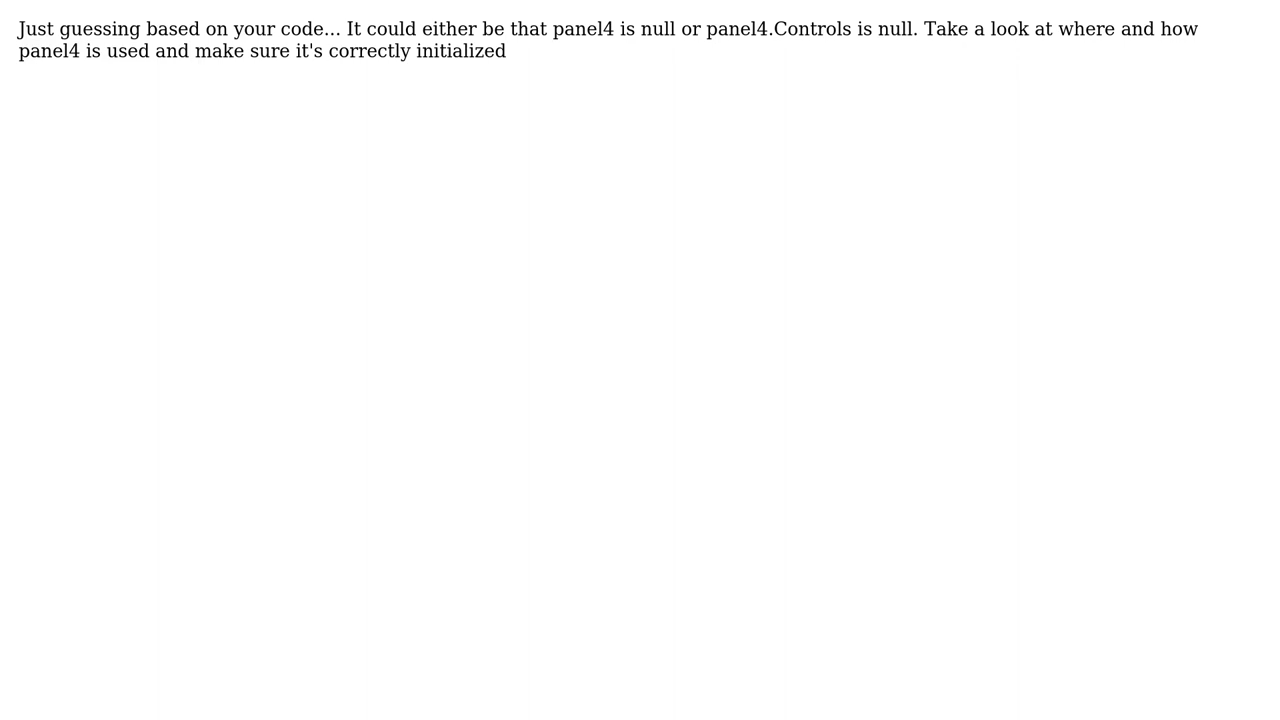 Just guessing based on your code... It could either be that panel4 is null or panel4.Controls is null. Take a look at where and how
panel4 is used and make sure it's correctly initialized